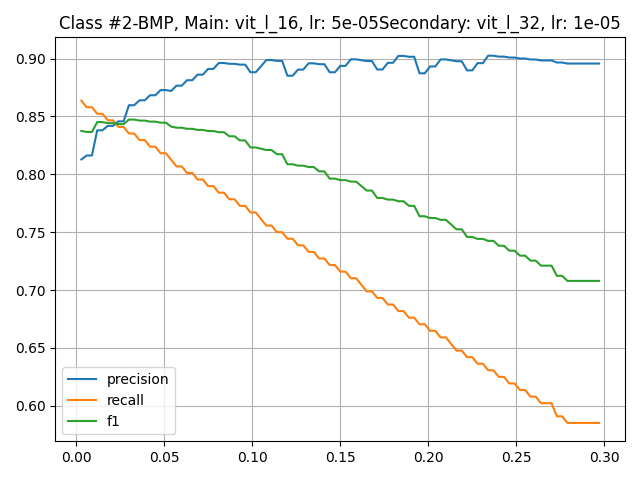 Class #2-BMP, Main: vit_l_16, lr: 5e-05Secondary: vit_l_32, lr: 1e-05
0.90
0.85
0.80
0.75
0.70
0.65
0.60
precision
recall
f1
0.00 0.05 0.10 0.15 0.20 0.25 0.30